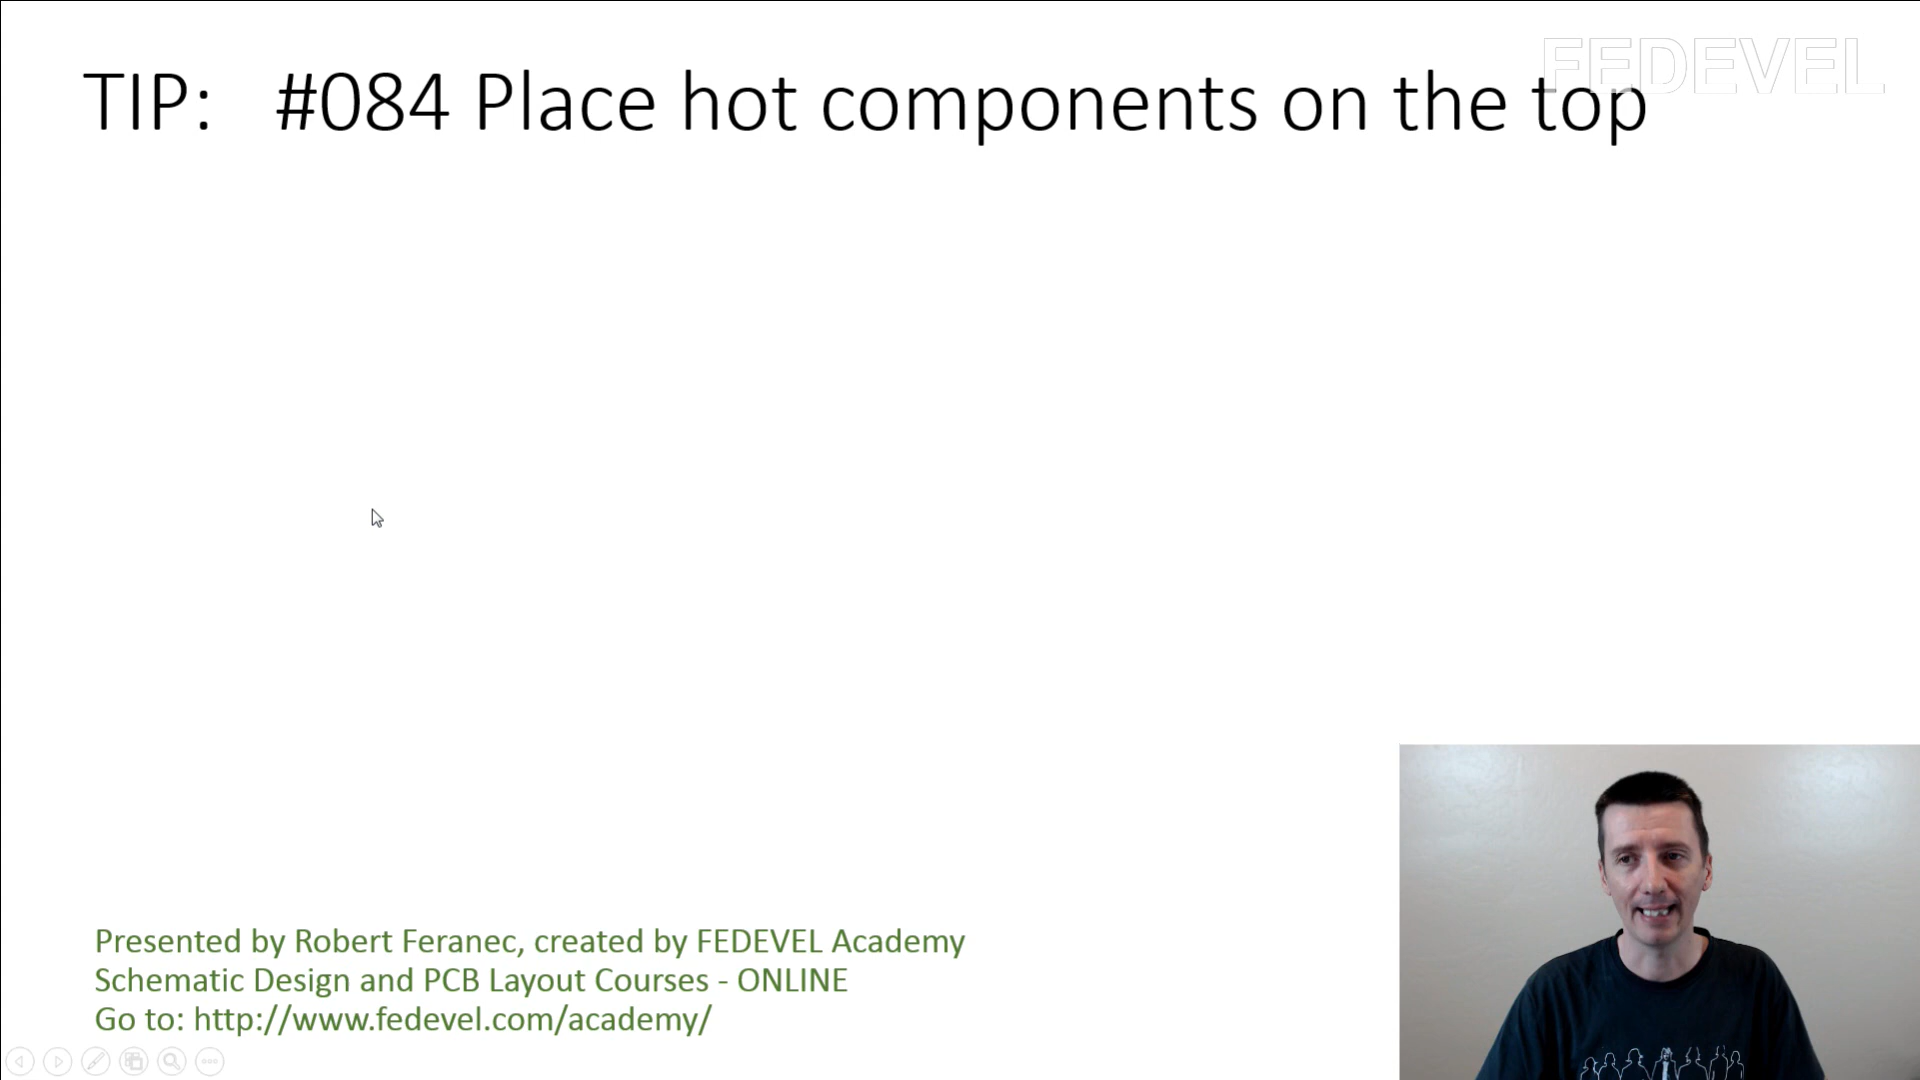 FEDEVEL
TIP: #084 Place hot components on the top
Presented by Robert Feranec, created by FEDEVEL Academy
Schematic Design and PCB Layout Courses - ONLINE
Go to: http://www.fedevel.com/academy/